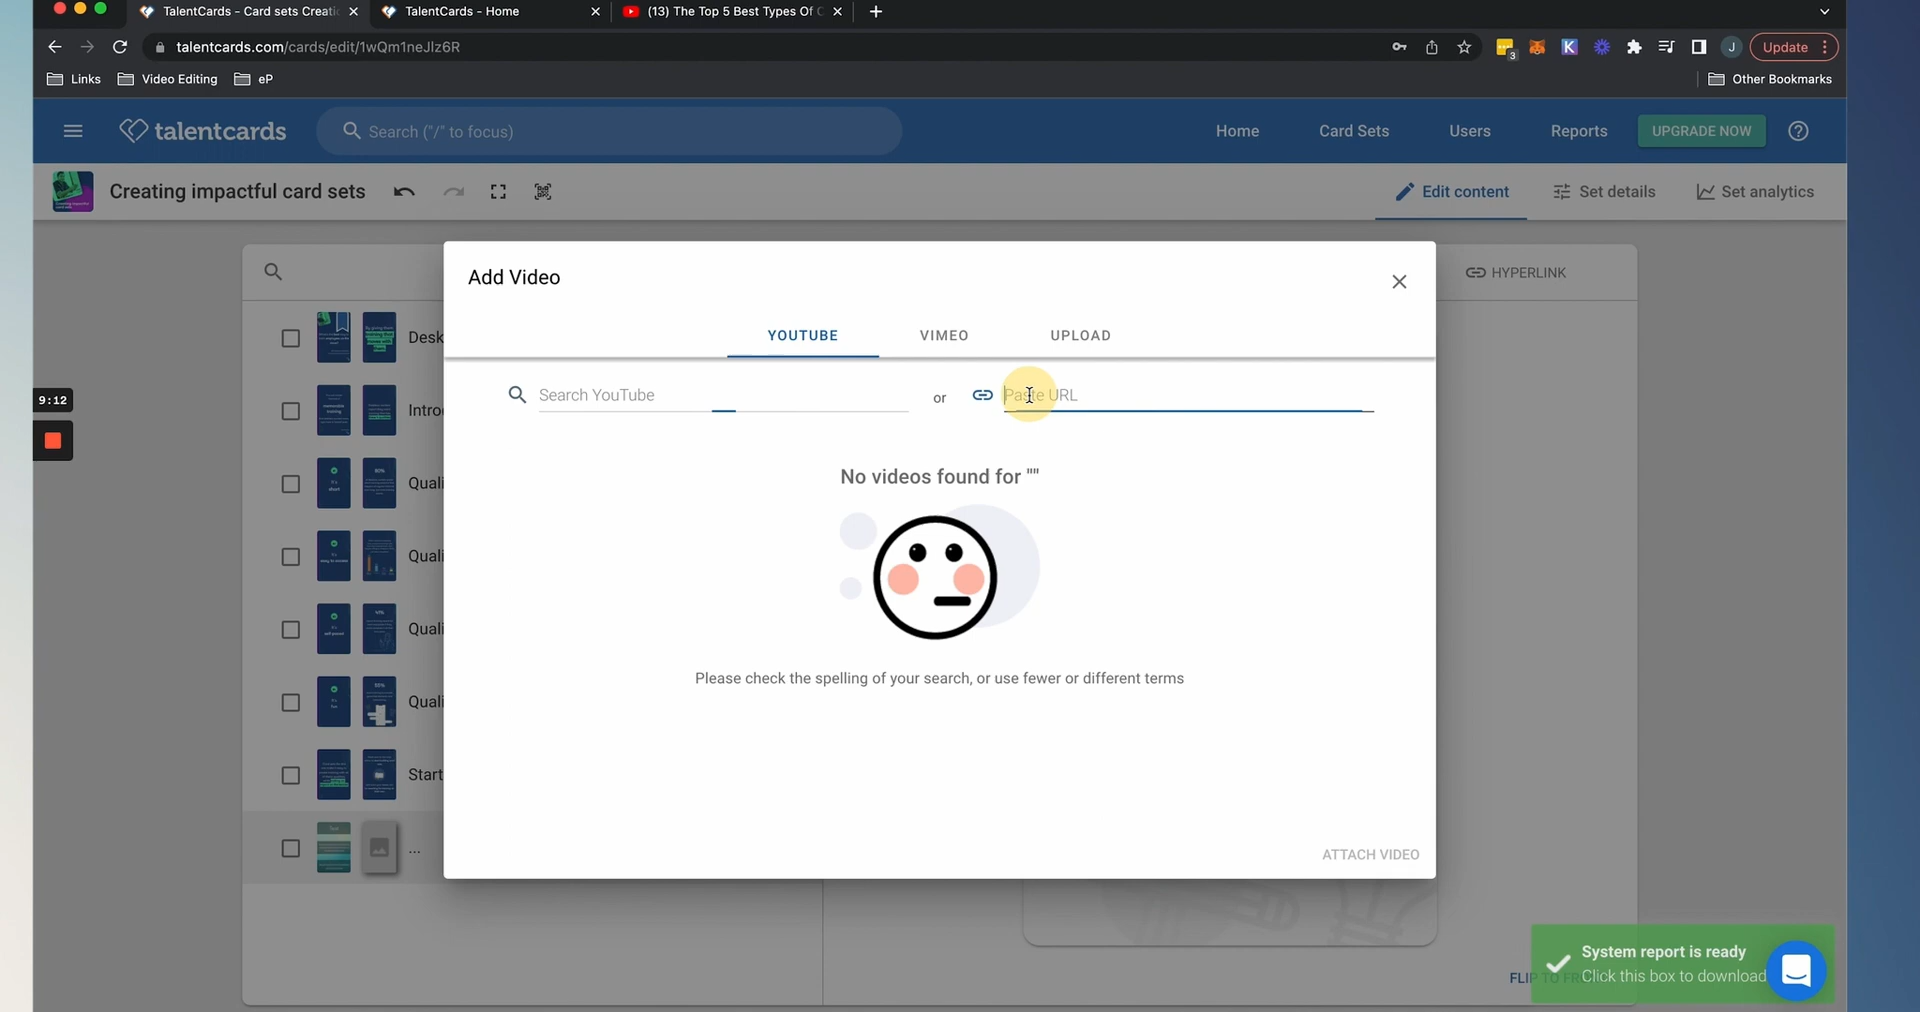 TalentCards - Card sets Creati
TalentCards - Home
(13) The Top 5 Best Types Of C
talentcards.com/cards/edit/1wQm1neJlz6R
3
K
J
Update
Links
Video Editing
eP
Other Bookmarks
talentcards
Search ("/" to focus)
Home
Card Sets
Users
Reports
UPGRADE NOW
Creating impactful card sets
Edit content
Set details
Set analytics
Add Video
HYPERLINK
YOUTUBE
VIMEO
UPLOAD
Search YouTube
or
Paste URL
9:12
Desk
Intro
Quali
Quali
Quali
Quali
Start
...
No videos found for ""
Please check the spelling of your search, or use fewer or different terms
ATTACH VIDEO
System report is ready
Click this box to download
FLIP TO FR